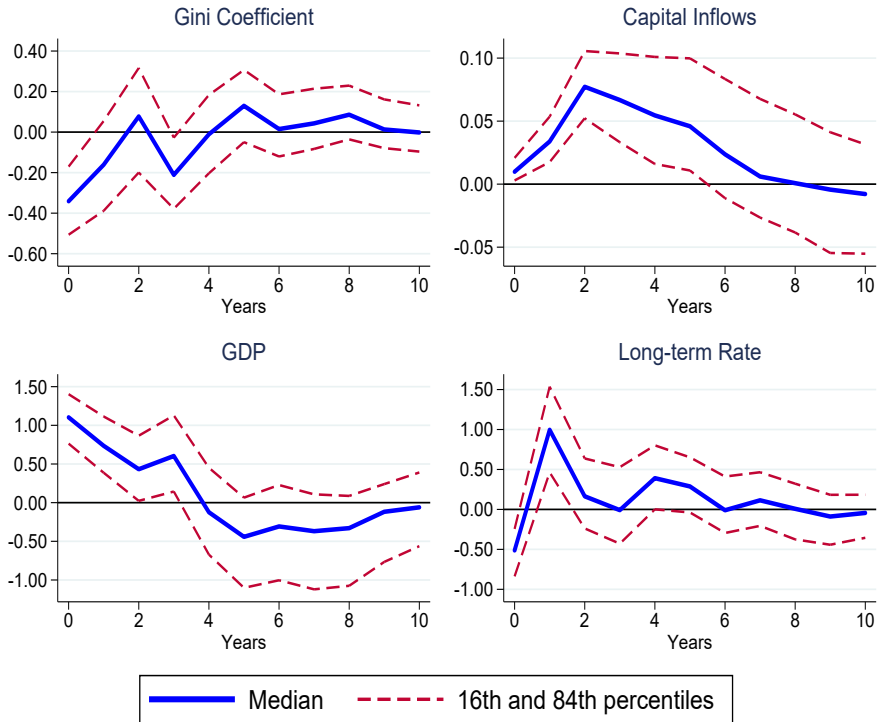 Gini Coefficient
0.40
0.20
0.00
-0.20
-0.40
-0.60
0 2 4 6 8 10
Years
Capital Inflows
0.10
0.05
0.00
-0.05
0 2 4 6 8 10
Years
GDP
1.50
1.00
0.50
0.00
-0.50
-1.00
0 2 4 6 8 10
Years
Long-term Rate
1.50
1.00
0.50
0.00
-0.50
-1.00
0 2 4 6 8 10
Years
Median 16th and 84th percentiles